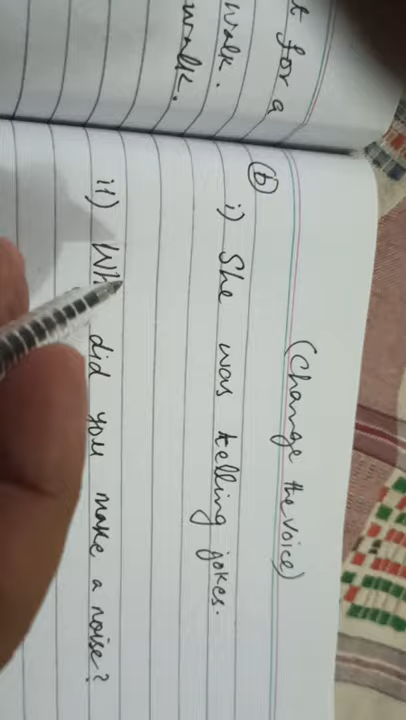 t for a
walk.
walk.
(Change the voice)
(b)
i) She was telling jokes.
ii) did you make a noise?